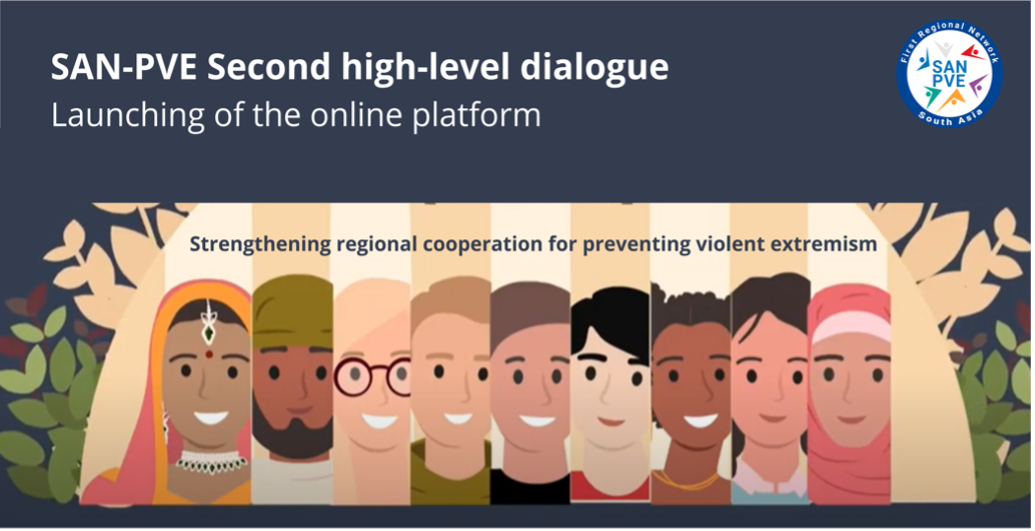 SAN-PVE Second high-level dialogue
Launching of the online platform
First Regional Network
SAN
PVE
South Asia
Strengthening regional cooperation for preventing violent extremism